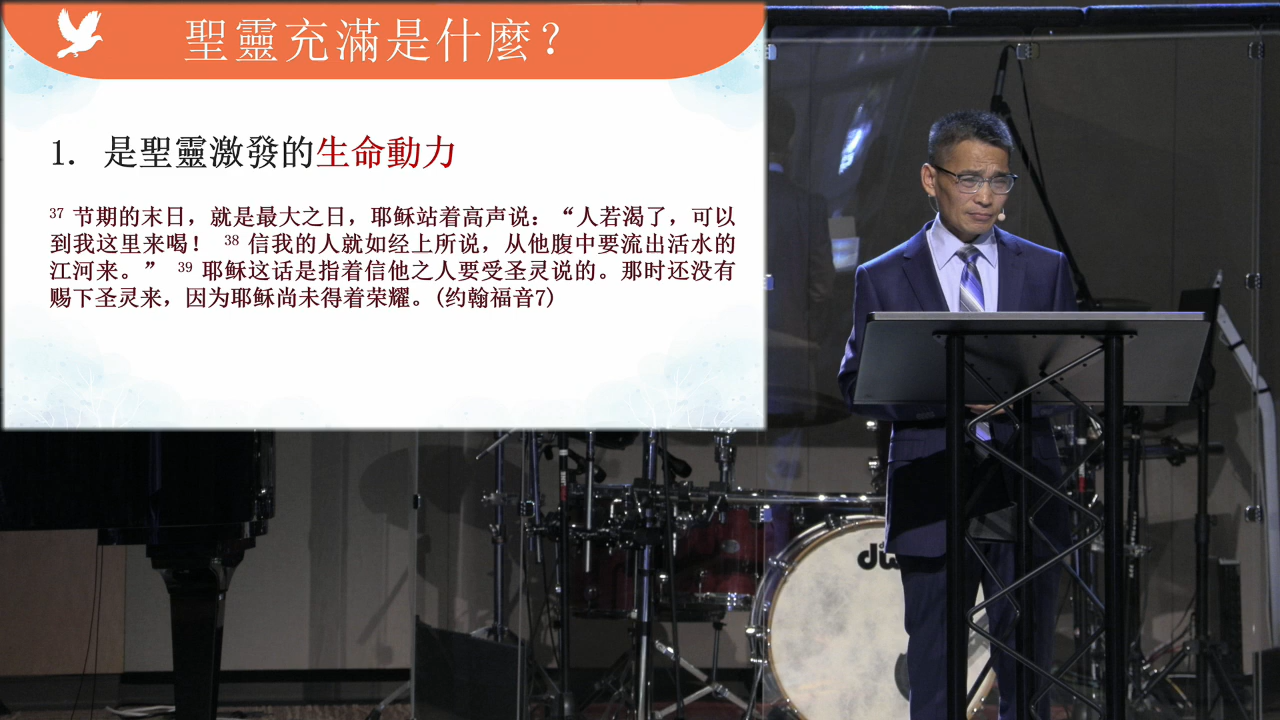 聖靈充滿是什麼？
1. 是聖靈激發的生命動力
37 节期的末日，就是最大之日，耶稣站着高声说：“人若渴了，可以
到我这里来喝！ 38 信我的人就如经上所说，从他腹中要流出活水的
江河来。” 39 耶稣这话是指着信他之人要受圣灵说的。那时还没有
赐下圣灵来，因为耶稣尚未得着荣耀。(约翰福音7)